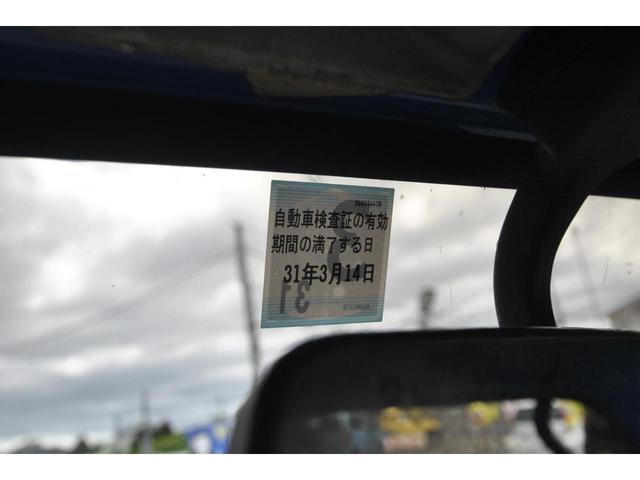 自動車検査証の有効
期間の満了する日
31年3月14日
31